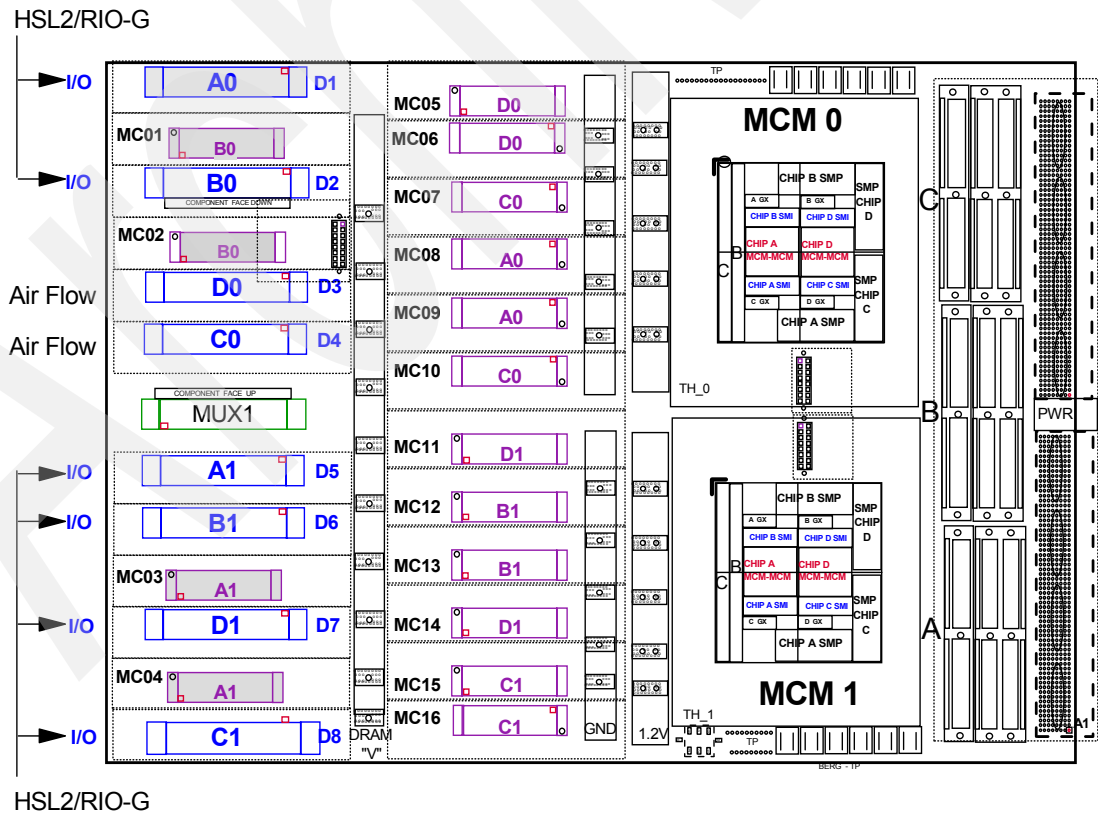 HSL2/RIO-G
I/O
A0
D1
MC01
B0
I/O
B0
D2
COMPONENT FACE DOWN
MC02
B0
Air Flow
D0
D3
Air Flow
C0
D4
COMPONENT FACE UP
MUX1
I/O
A1
D5
I/O
B1
D6
MC03
A1
I/O
D1
D7
MC04
A1
I/O
C1
D8
DRAM
"V"
HSL2/RIO-G
MC05
D0
MC06
D0
MC07
C0
MC08
A0
MC09
A0
MC10
C0
MC11
D1
MC12
B1
MC13
B1
MC14
D1
MC15
C1
MC16
C1
GND
1.2V
TP
MCM 0
CHIP B SMP
A GX
B GX
CHIP B SMI
CHIP D SMI
SMP
CHIP
D
B
CHIP A
CHIP D
C
MCM-MCM
MCM-MCM
CHIP A SMI
CHIP C SMI
SMP
CHIP
C
C GX
D GX
CHIP A SMP
TH_0
CHIP B SMP
A GX
B GX
CHIP B SMI
CHIP D SMI
SMP
CHIP
D
B
CHIP A
CHIP D
C
MCM-MCM
MCM-MCM
CHIP A SMI
CHIP C SMI
SMP
CHIP
C
C GX
D GX
CHIP A SMP
MCM 1
TH_1
TP
BERG - TP
C
B
A
PWR
A1